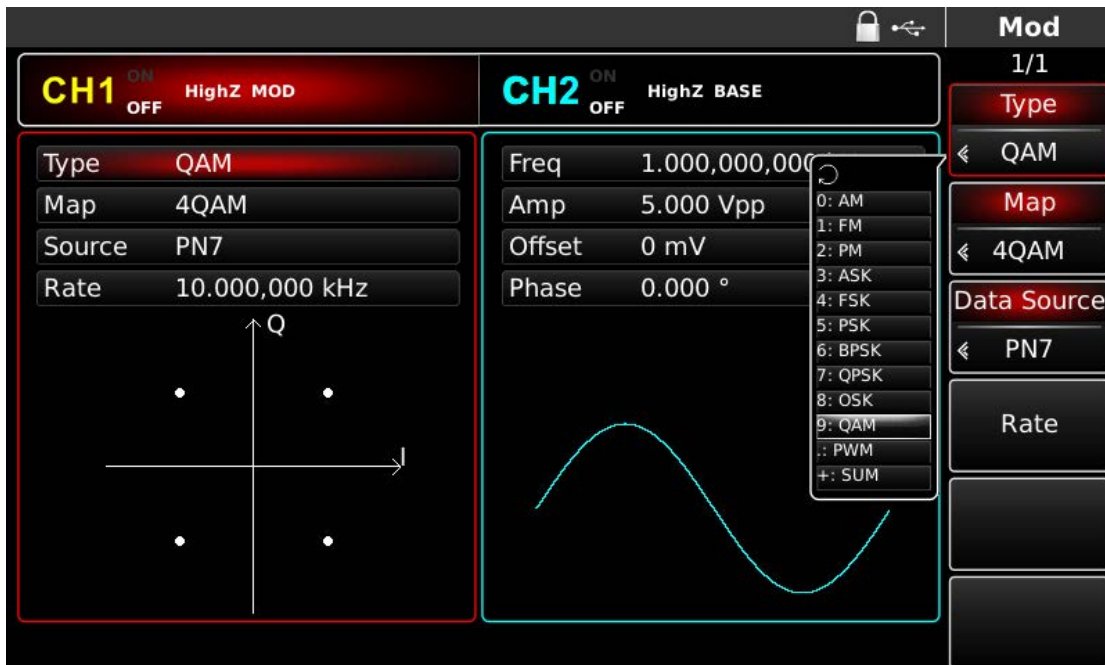 Mod
1/1
CH1 ON OFF HighZ MOD
CH2 ON OFF HighZ BASE
Type QAM
Map 4QAM
Source PN7
Rate 10.000,000 kHz
Q
I
Freq 1.000,000,000
Amp 5.000 Vpp
Offset 0 mV
Phase 0.000 °
0: AM
1: FM
2: PM
3: ASK
4: FSK
5: PSK
6: BPSK
7: QPSK
8: OSK
9: QAM
.: PWM
+: SUM
Type
QAM
Map
4QAM
Data Source
PN7
Rate